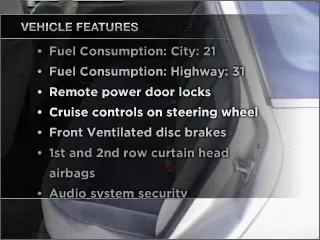 VEHICLE FEATURES
• Fuel Consumption: City: 21
• Fuel Consumption: Highway: 31
• Remote power door locks
• Cruise controls on steering wheel
• Front Ventilated disc brakes
• 1st and 2nd row curtain head
airbags
• Audio system security